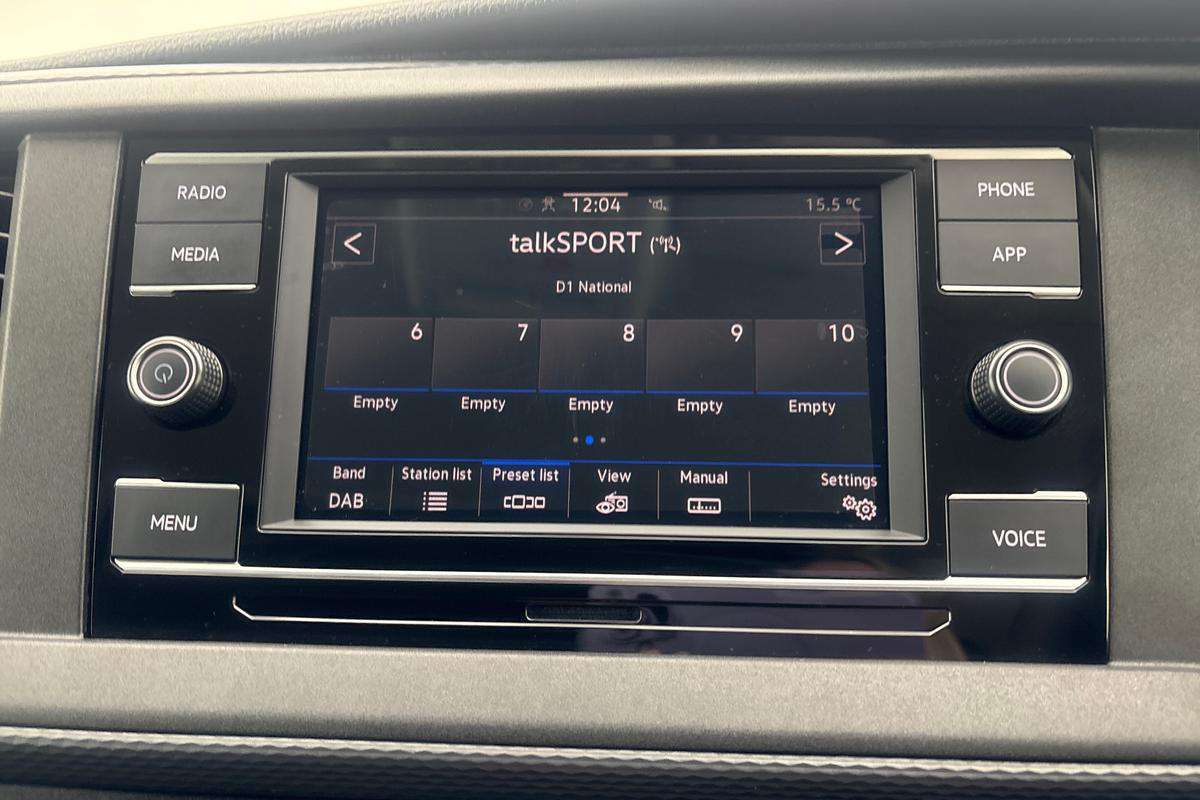 RADIO
MEDIA
MENU
12:04
15.5 °C
< talkSPORT >
D1 National
6 7 8 9 10
Empty Empty Empty Empty Empty
Band Station list Preset list View Manual Settings
DAB
PHONE
APP
VOICE